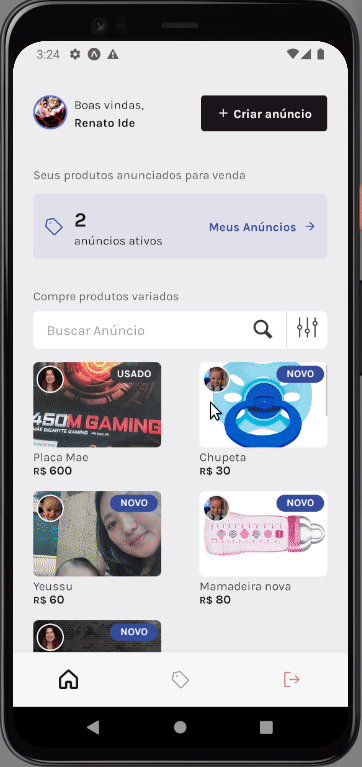 3:24
Boas vindas,
Renato Ide
+ Criar anúncio
Seus produtos anunciados para venda
2
anúncios ativos
Meus Anúncios →
Compre produtos variados
Buscar Anúncio
USADO
450M GAMING
Placa Mae
R$ 600
NOVO
Chupeta
R$ 30
NOVO
Yeussu
R$ 60
NOVO
Mamadeira nova
R$ 80
NOVO